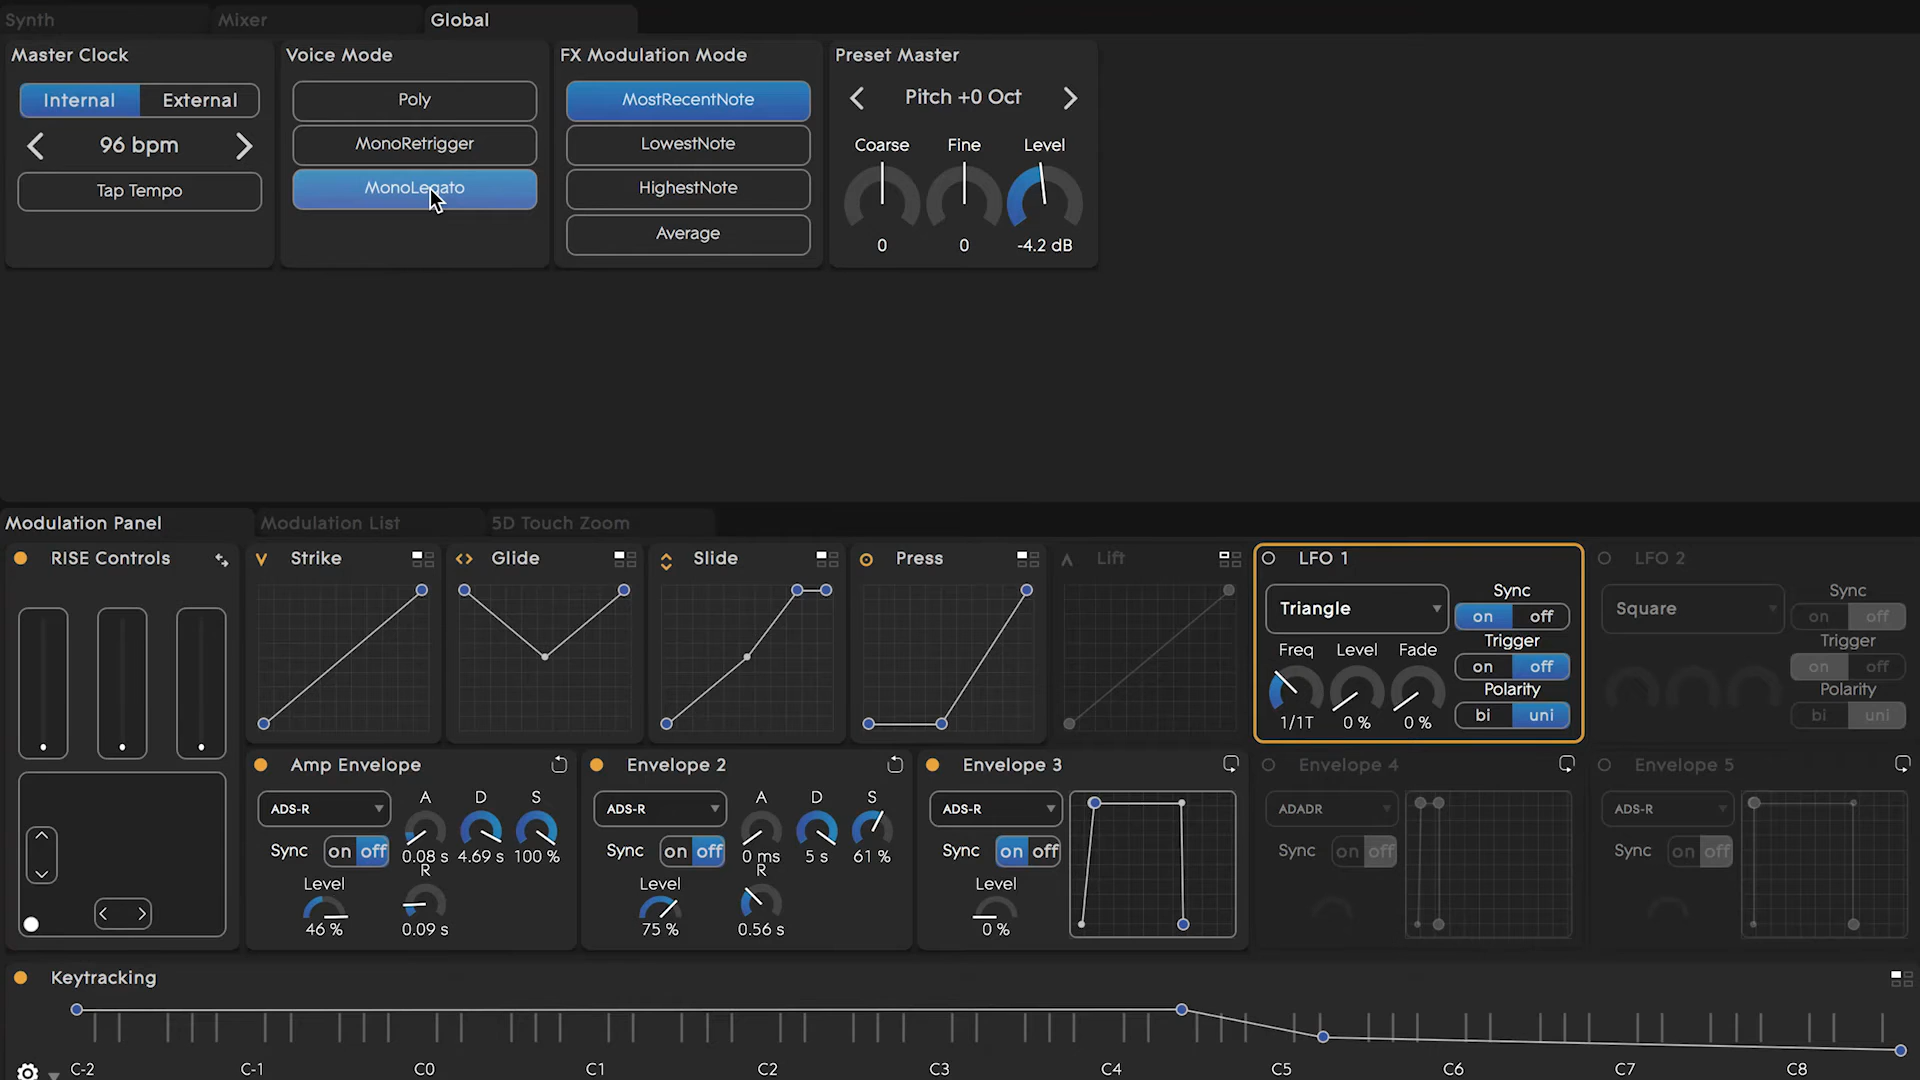 Synth Mixer Global
Master Clock
Internal External
96 bpm
Tap Tempo
Voice Mode
Poly
MonoRetrigger
MonoLegato
FX Modulation Mode
MostRecentNote
LowestNote
HighestNote
Average
Preset Master
Pitch +0 Oct
Coarse Fine Level
0 0 -4.2 dB
Modulation Panel Modulation List 5D Touch Zoom
RISE Controls
Strike
Glide
Slide
Press
Lift
LFO 1
Triangle
Sync
on off
Trigger
on off
Polarity
bi uni
Freq Level Fade
1/1T 0 % 0 %
LFO 2
Square
Sync
on off
Trigger
on off
Polarity
bi uni
Amp Envelope
ADS-R
A D S
Sync on off
0.08 s 4.69 s 100 %
Level R
46 % 0.09 s
Envelope 2
ADS-R
A D S
Sync on off
0 ms 5 s 61 %
Level R
75 % 0.56 s
Envelope 3
ADS-R
Sync on off
Level
0 %
Envelope 4
ADADR
Sync on off
Envelope 5
ADS-R
Sync on off
Keytracking
C-2 C-1 C0 C1 C2 C3 C4 C5 C6 C7 C8